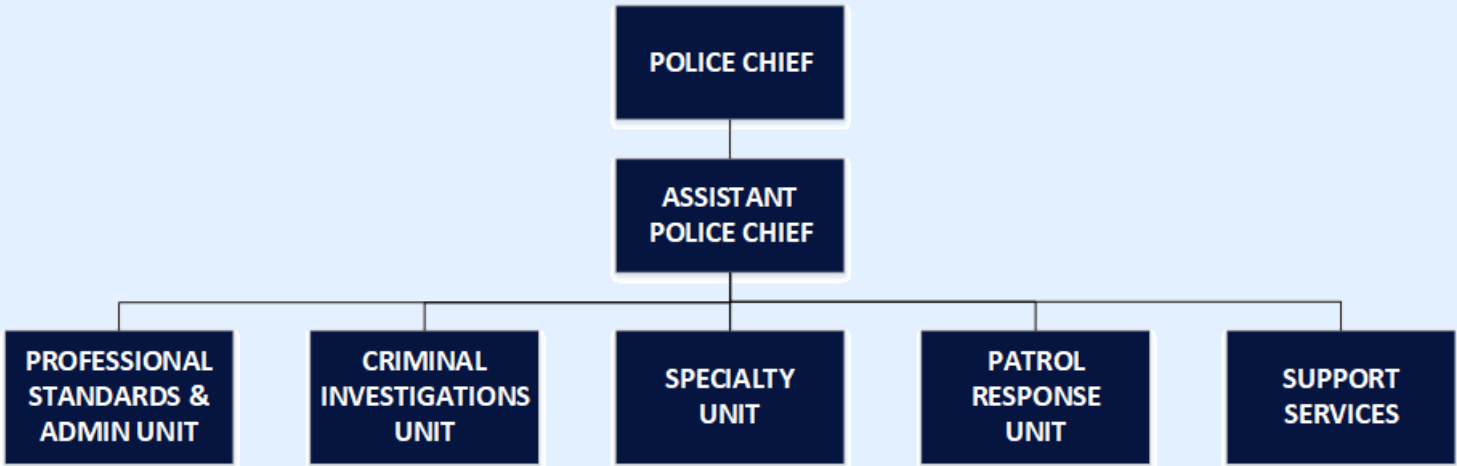 POLICE CHIEF
ASSISTANT
POLICE CHIEF
PROFESSIONAL
STANDARDS &
ADMIN UNIT
CRIMINAL
INVESTIGATIONS
UNIT
SPECIALTY
UNIT
PATROL
RESPONSE
UNIT
SUPPORT
SERVICES